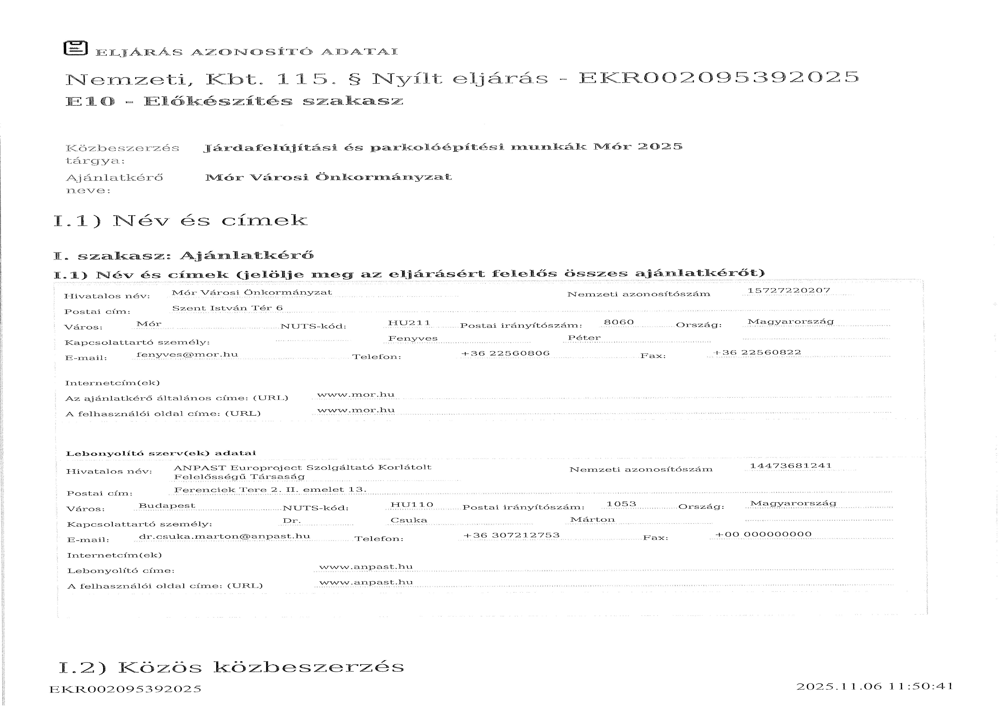 ELJÁRÁS AZONOSÍTÓ ADATAI
Nemzeti, Kbt. 115. § Nyílt eljárás - EKR002095392025
E10 - Előkészítés szakasz
Közbeszerzés tárgya: Járdafelújítási és parkolóépítési munkák Mór 2025
Ajánlatkérő neve: Mór Városi Önkormányzat
I.1) Név és címek
I. szakasz: Ajánlatkérő
I.1) Név és címek (jelölje meg az eljárásért felelős összes ajánlatkérőt)
Hivatalos név: Mór Városi Önkormányzat Nemzeti azonosítószám 15727220207
Postai cím: Szent István Tér 6
Város: Mór NUTS-kód: HU211 Postai irányítószám: 8060 Ország: Magyarország
Kapcsolattartó személy: Fenyves Péter
E-mail: fenyves@mor.hu Telefon: +36 22560806 Fax: +36 22560822
Internetcím(ek)
Az ajánlatkérő általános címe: (URL) www.mor.hu
A felhasználói oldal címe: (URL) www.mor.hu
Lebonyolító szerv(ek) adatai
Hivatalos név: ANPAST Europroject Szolgáltató Korlátolt Felelősségű Társaság Nemzeti azonosítószám 14473681241
Postai cím: Ferenciek Tere 2. II. emelet 13.
Város: Budapest NUTS-kód: HU110 Postai irányítószám: 1053 Ország: Magyarország
Kapcsolattartó személy: Dr. Csuka Márton
E-mail: dr.csuka.marton@anpast.hu Telefon: +36 307212753 Fax: +00 000000000
Internetcím(ek)
Lebonyolító címe: www.anpast.hu
A felhasználói oldal címe: (URL) www.anpast.hu
I.2) Közös közbeszerzés
EKR002095392025 2025.11.06 11:50:41